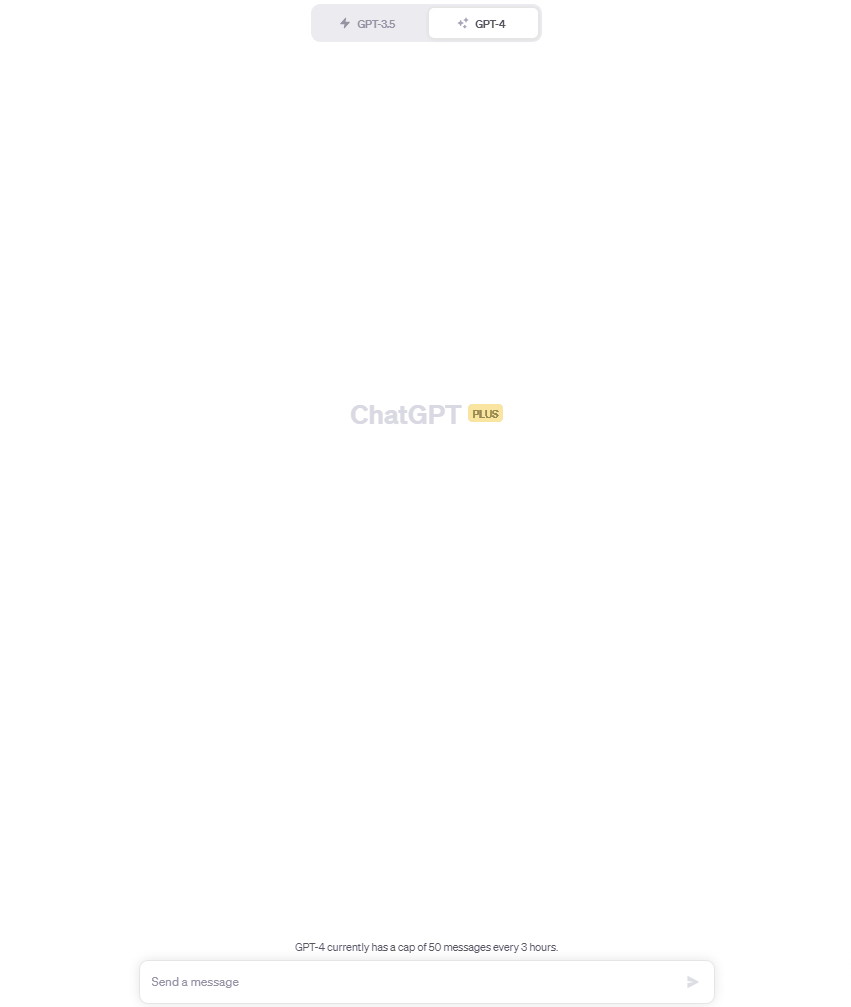 GPT-3.5 GPT-4
ChatGPT PLUS
GPT-4 currently has a cap of 50 messages every 3 hours.
Send a message